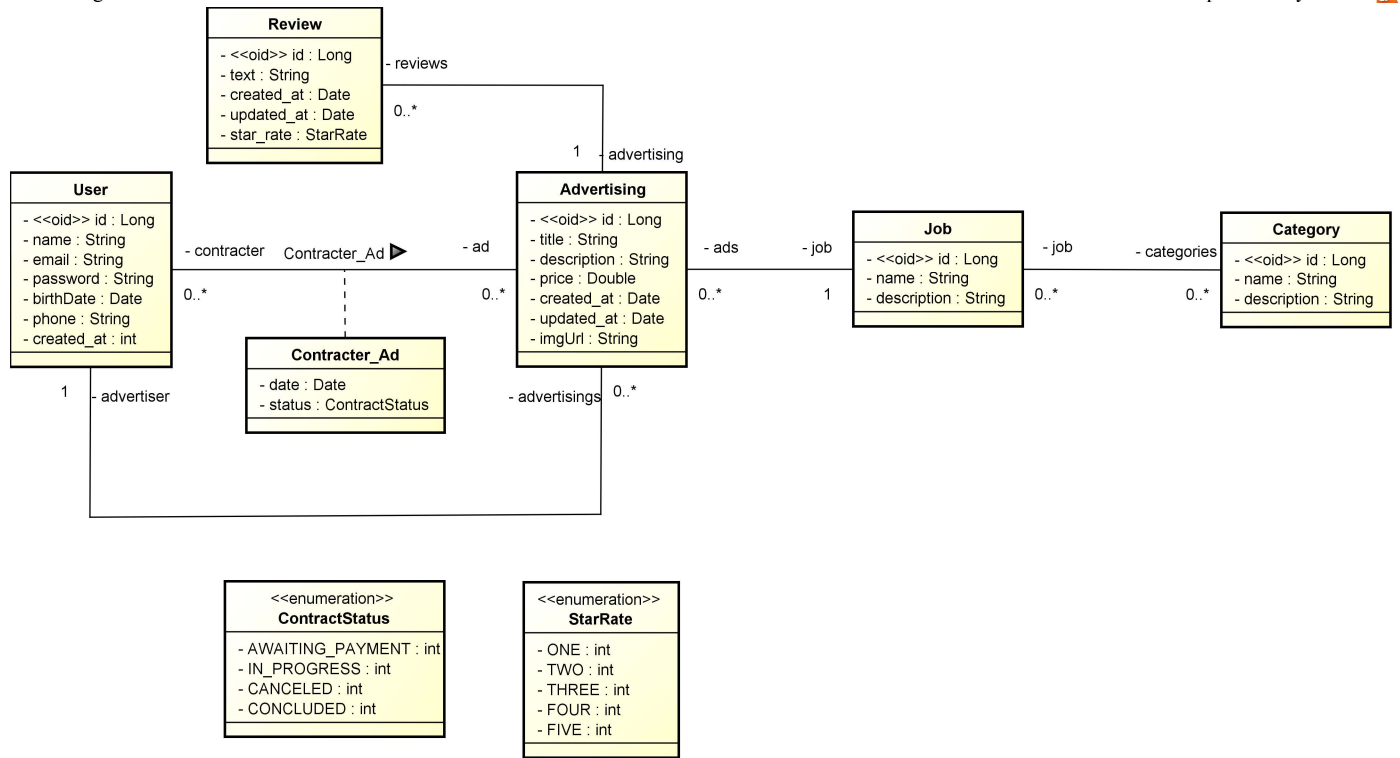 Review
- <<oid>> id : Long
- text : String
- created_at : Date
- updated_at : Date
- star_rate : StarRate
- reviews
0..*
1
- advertising
User
- <<oid>> id : Long
- name : String
- email : String
- password : String
- birthDate : Date
- phone : String
- created_at : int
- contracter
Contracter_Ad
- ad
0..*
0..*
Advertising
- <<oid>> id : Long
- title : String
- description : String
- price : Double
- created_at : Date
- updated_at : Date
- imgUrl : String
- ads
- job
0..*
1
Job
- <<oid>> id : Long
- name : String
- description : String
- job
- categories
0..*
0..*
Category
- <<oid>> id : Long
- name : String
- description : String
Contracter_Ad
- date : Date
- status : ContractStatus
1
- advertiser
- advertisings
0..*
<<enumeration>>
ContractStatus
- AWAITING_PAYMENT : int
- IN_PROGRESS : int
- CANCELED : int
- CONCLUDED : int
<<enumeration>>
StarRate
- ONE : int
- TWO : int
- THREE : int
- FOUR : int
- FIVE : int